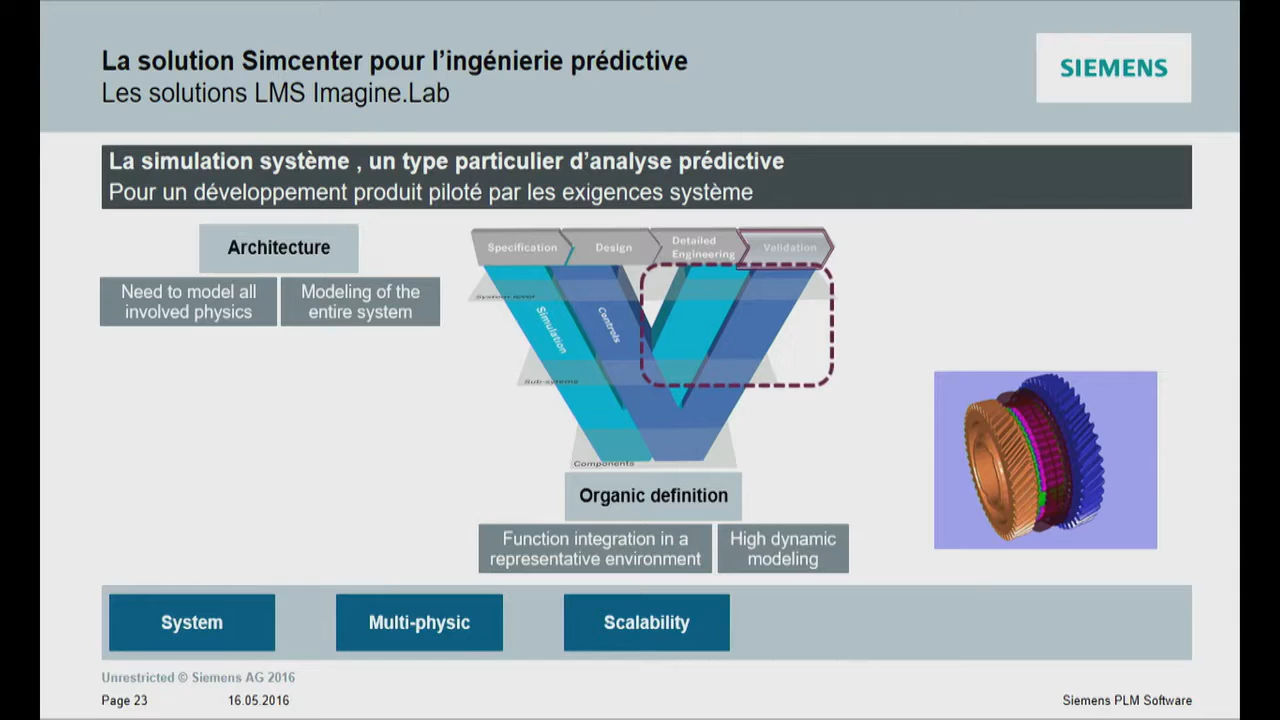 La solution Simcenter pour l’ingénierie prédictive
Les solutions LMS Imagine.Lab
SIEMENS
La simulation système , un type particulier d’analyse prédictive
Pour un développement produit piloté par les exigences système
Architecture
Need to model all
involved physics
Modeling of the
entire system
Specification
Design
Detailed
Engineering
Validation
System level
Simulation
Controls
Sub-sytems
Components
Organic definition
Function integration in a
representative environment
High dynamic
modeling
System
Multi-physic
Scalability
Unrestricted © Siemens AG 2016
Page 23
16.05.2016
Siemens PLM Software